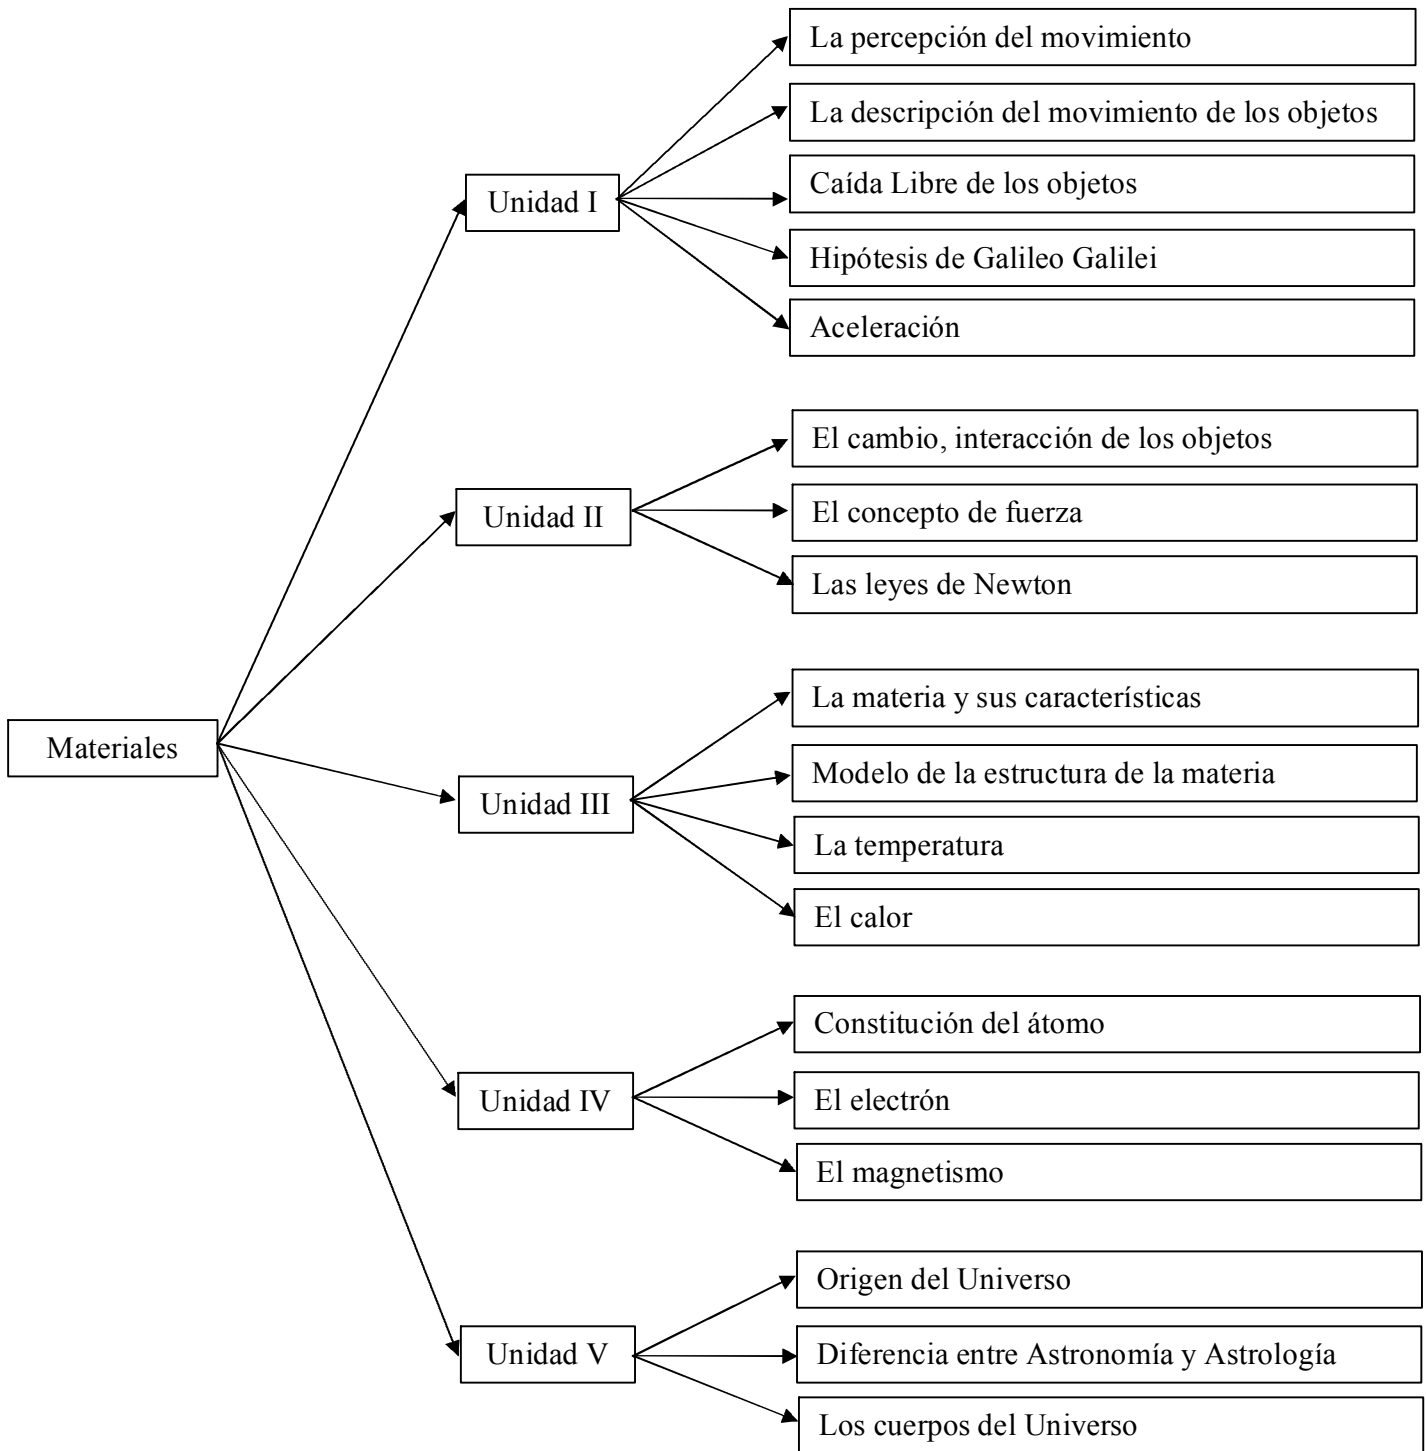 Materiales
Unidad I
La percepción del movimiento
La descripción del movimiento de los objetos
Caída Libre de los objetos
Hipótesis de Galileo Galilei
Aceleración
Unidad II
El cambio, interacción de los objetos
El concepto de fuerza
Las leyes de Newton
Unidad III
La materia y sus características
Modelo de la estructura de la materia
La temperatura
El calor
Unidad IV
Constitución del átomo
El electrón
El magnetismo
Unidad V
Origen del Universo
Diferencia entre Astronomía y Astrología
Los cuerpos del Universo